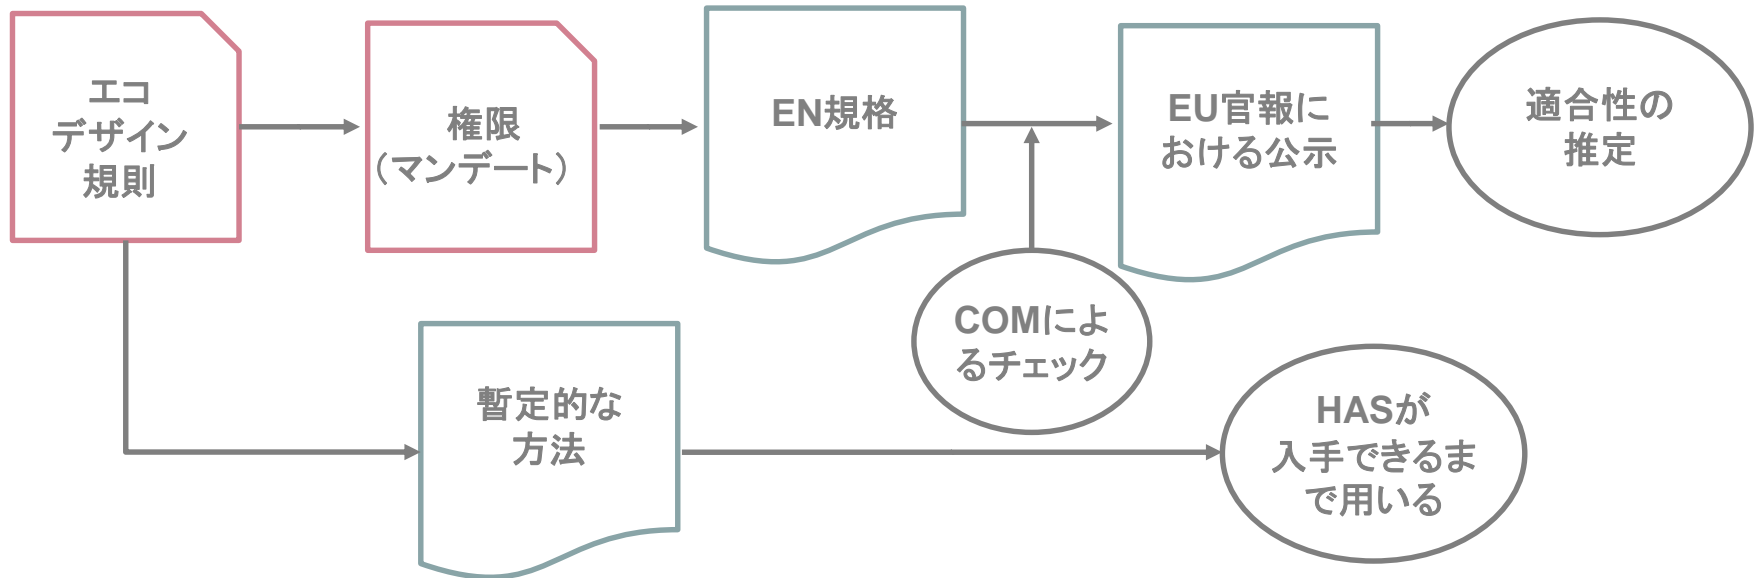 エコ
デザイン
規則
権限
（マンデート）
EN規格
EU官報に
おける公示
適合性の
推定
COMによ
るチェック
暫定的な
方法
HASが
入手できるま
で用いる